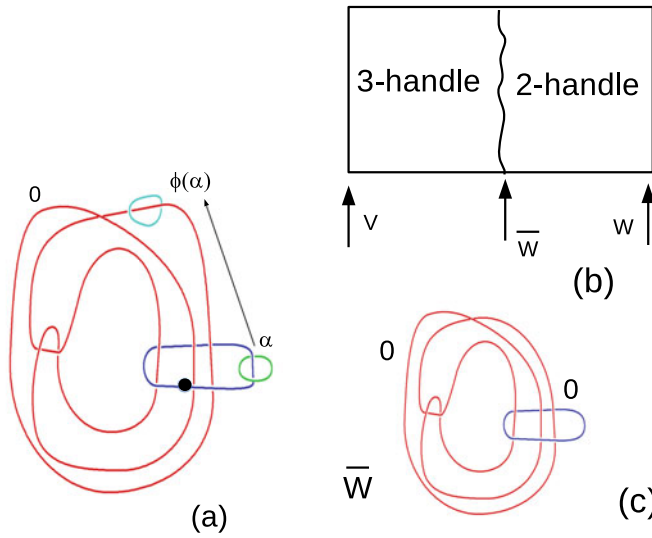 3-handle 2-handle
V
W̅
W
(b)
0
ϕ(α)
α
(a)
0
0
W̅
(c)